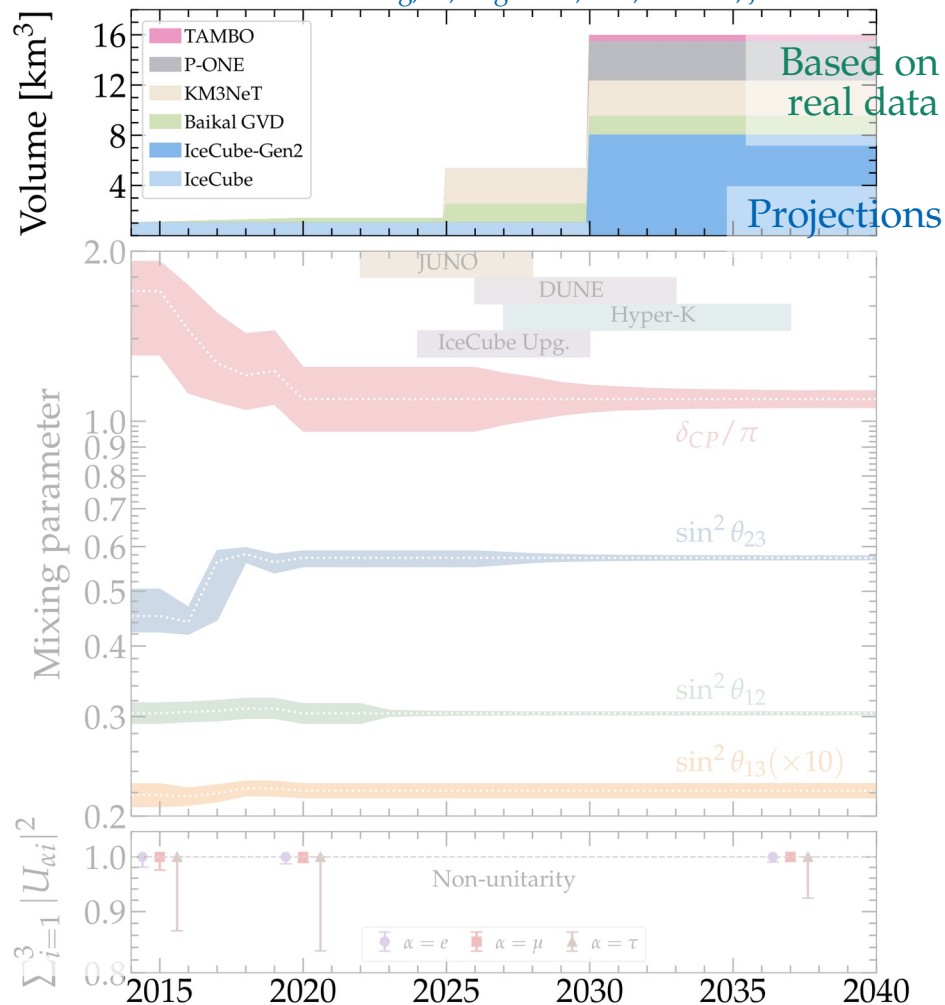 Volume [km³]
16
12
8
4
TAMBO
P-ONE
KM3NeT
Baikal GVD
IceCube-Gen2
IceCube
Based on
real data
Projections
Mixing parameter
2.0
1.0
0.9
0.8
0.7
0.6
0.5
0.4
0.3
0.2
JUNO
DUNE
Hyper-K
IceCube Upg.
δ_CP/π
sin² θ₂₃
sin² θ₁₂
sin² θ₁₃(×10)
Σ³ᵢ₌₁ |U_αi|²
1.0
0.9
0.8
Non-unitarity
α = e α = μ α = τ
2015 2020 2025 2030 2035 2040